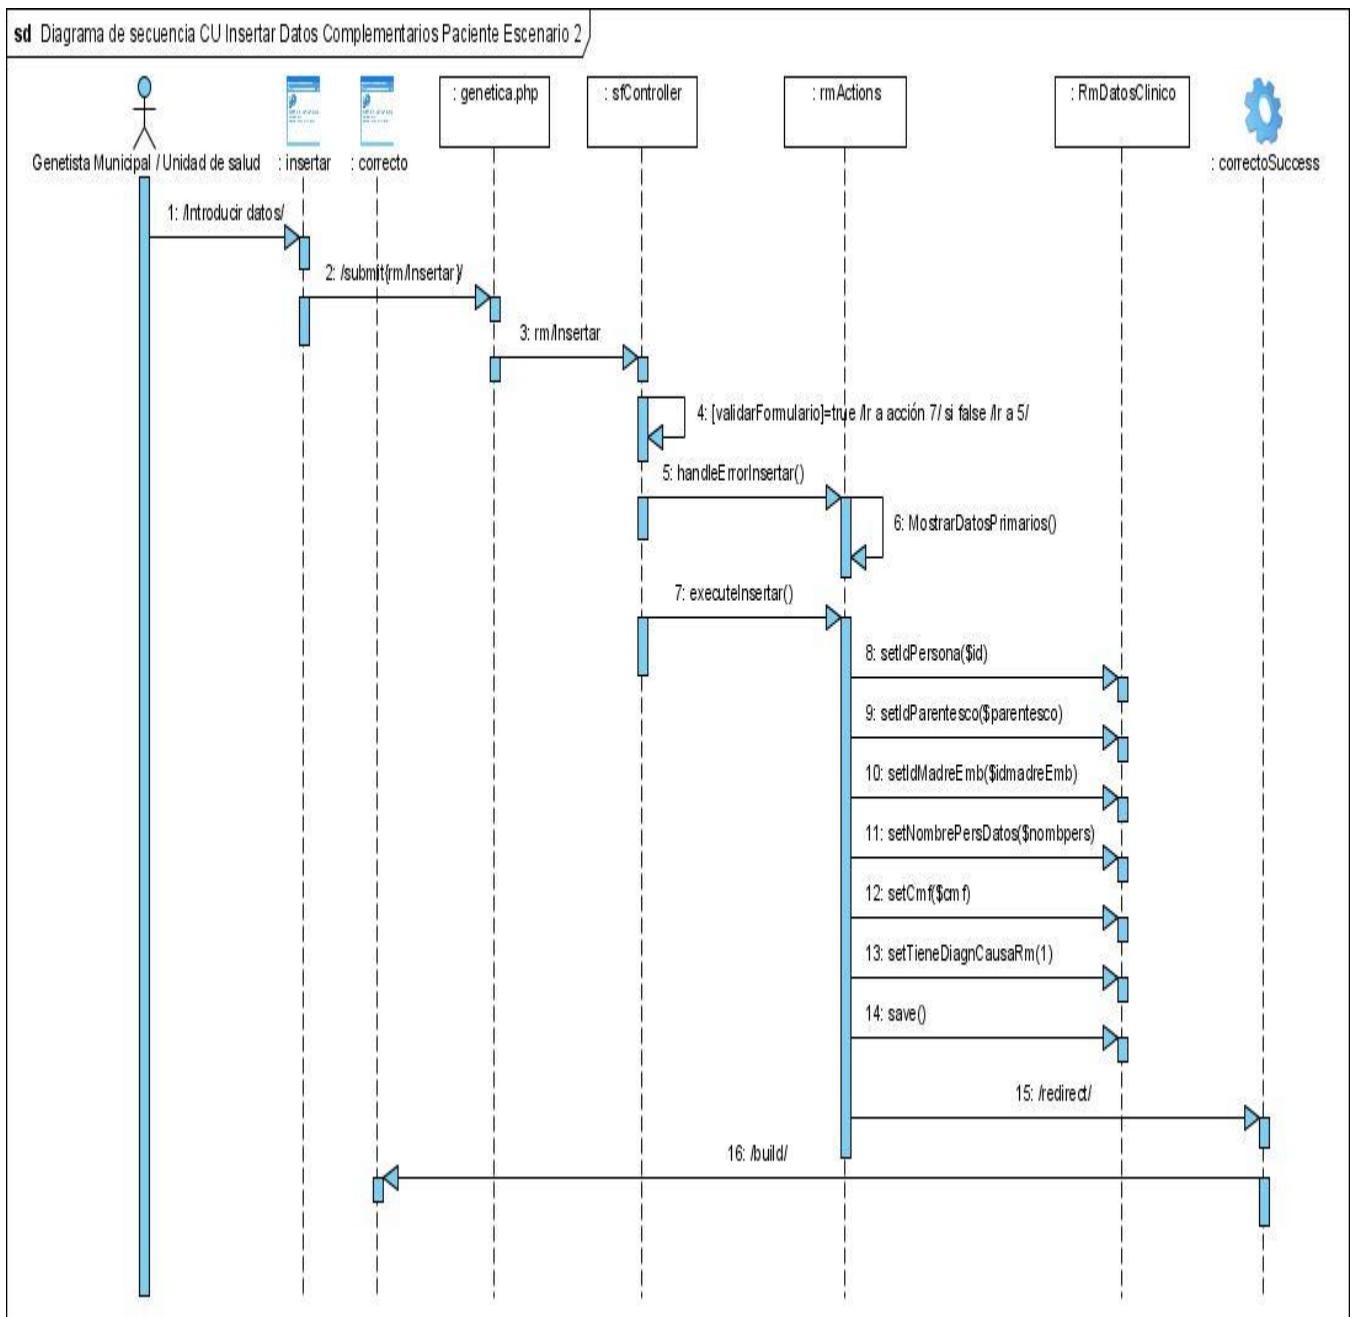 sd Diagrama de secuencia CU Insertar Datos Complementarios Paciente Escenario 2
Genetista Municipal / Unidad de salud
: insertar
: correcto
: genetica.php
: sfController
: rmActions
: RmDatosClinico
: correctoSuccess
1: /Introducir datos/
2: /submit{rm/Insertar}/
3: rm/Insertar
4: [validarFormulario]=true /Ir a acción 7/ si false /Ir a 5/
5: handleErrorInsertar()
6: MostrarDatosPrimarios()
7: executeInsertar()
8: setIdPersona($id)
9: setIdParentesco($parentesco)
10: setIdMadreEmb($idmadreEmb)
11: setNombrePersDatos($nombpers)
12: setCmf($cmf)
13: setTieneDiagnCausaRm(1)
14: save()
15: /redirect/
16: /build/